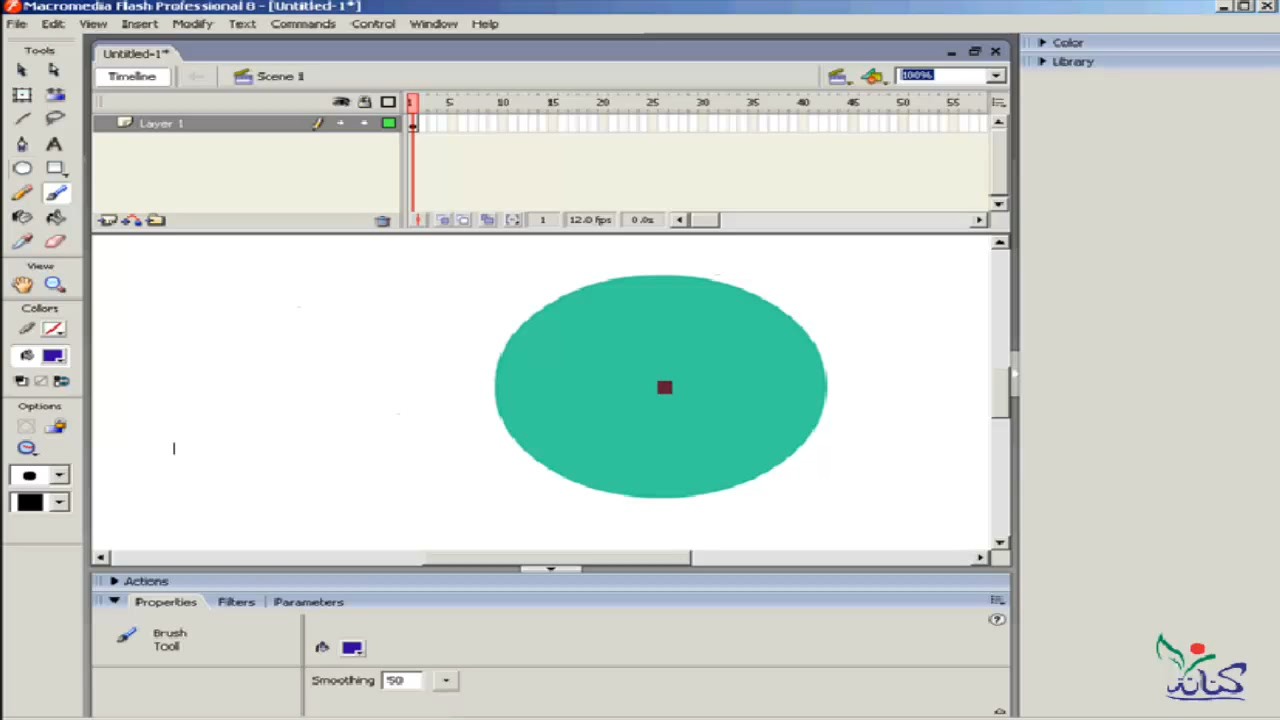 Macromedia Flash Professional 8 - [Untitled-1*]
File Edit View Insert Modify Text Commands Control Window Help
Tools
Untitled-1*
Timeline
Scene 1
100%
1 5 10 15 20 25 30 35 40 45 50 55
Layer 1
1 12.0 fps 0.0s
View
Colors
Options
Color
Library
Actions
Properties Filters Parameters
Brush
Tool
Smoothing 50
كنانة